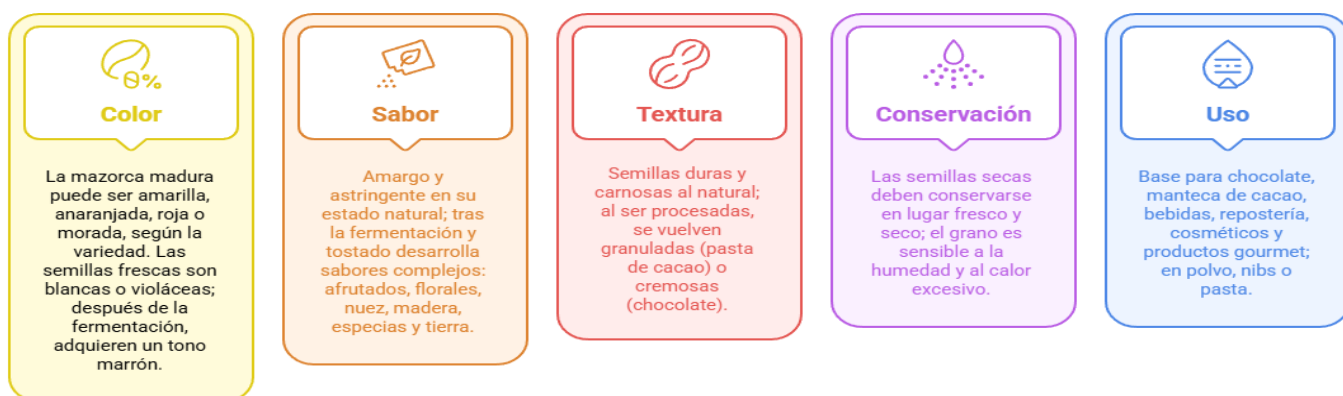 0%
Color
La mazorca madura
puede ser amarilla,
anaranjada, roja o
morada, según la
variedad. Las
semillas frescas son
blancas o violáceas;
después de la
fermentación,
adquieren un tono
marrón.
Sabor
Amargo y
astringente en su
estado natural; tras
la fermentación y
tostado desarrolla
sabores complejos:
afrutados, florales,
nuez, madera,
especias y tierra.
Textura
Semillas duras y
carnosas al natural;
al ser procesadas,
se vuelven
granuladas (pasta
de cacao) o
cremosas
(chocolate).
Conservación
Las semillas secas
deben conservarse
en lugar fresco y
seco; el grano es
sensible a la
humedad y al calor
excesivo.
Uso
Base para chocolate,
manteca de cacao,
bebidas, repostería,
cosméticos y
productos gourmet;
en polvo, nibs o
pasta.